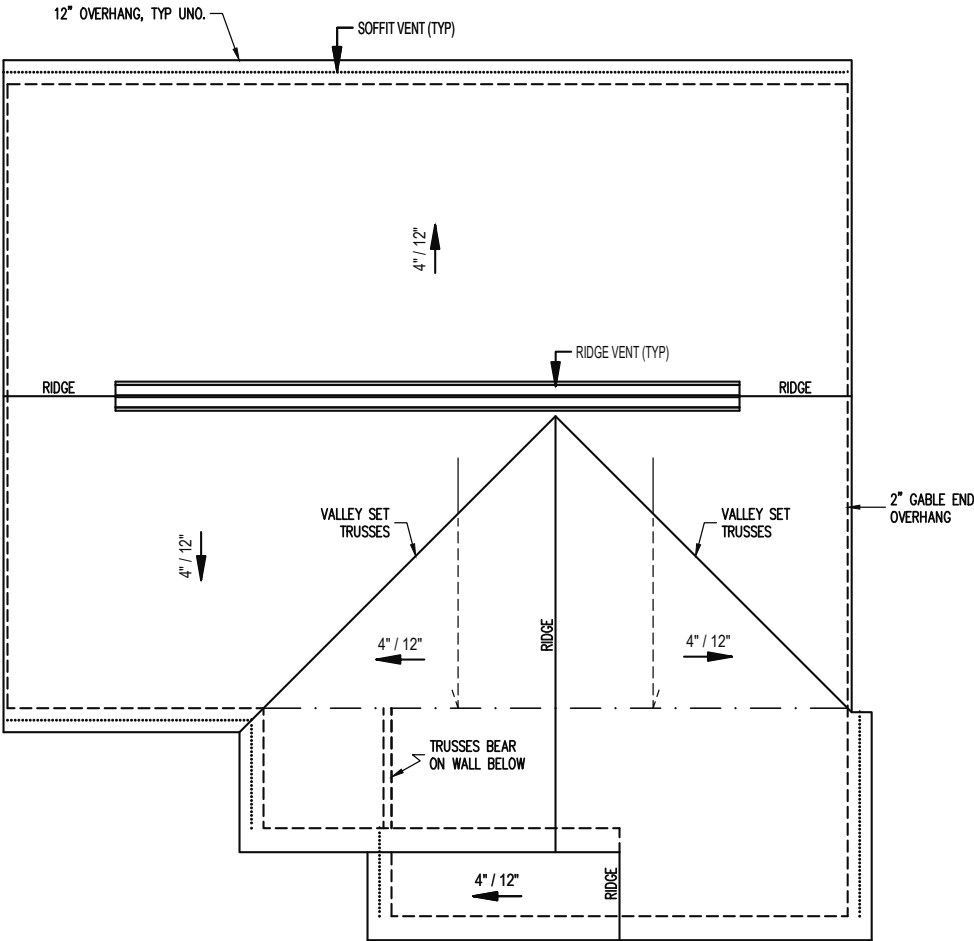 12" OVERHANG, TYP UNO.
SOFFIT VENT (TYP)
4" / 12"
RIDGE VENT (TYP)
RIDGE
RIDGE
2" GABLE END
OVERHANG
VALLEY SET
TRUSSES
VALLEY SET
TRUSSES
4" / 12"
4" / 12"
RIDGE
4" / 12"
TRUSSES BEAR
ON WALL BELOW
4" / 12"
RIDGE